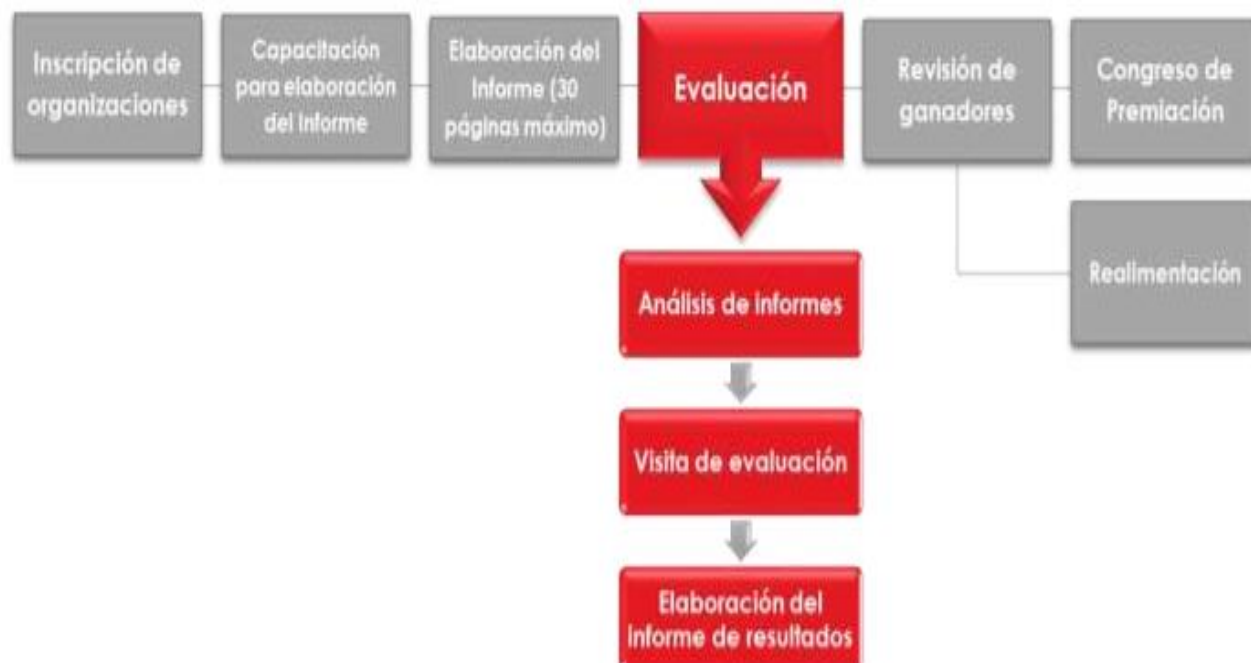 Inscripción de
organizaciones
Capacitación
para elaboración
del Informe
Elaboración del
Informe (30
páginas máximo)
Evaluación
Revisión de
ganadores
Congreso de
Premiación
Realimentación
Análisis de informes
Visita de evaluación
Elaboración del
Informe de resultados